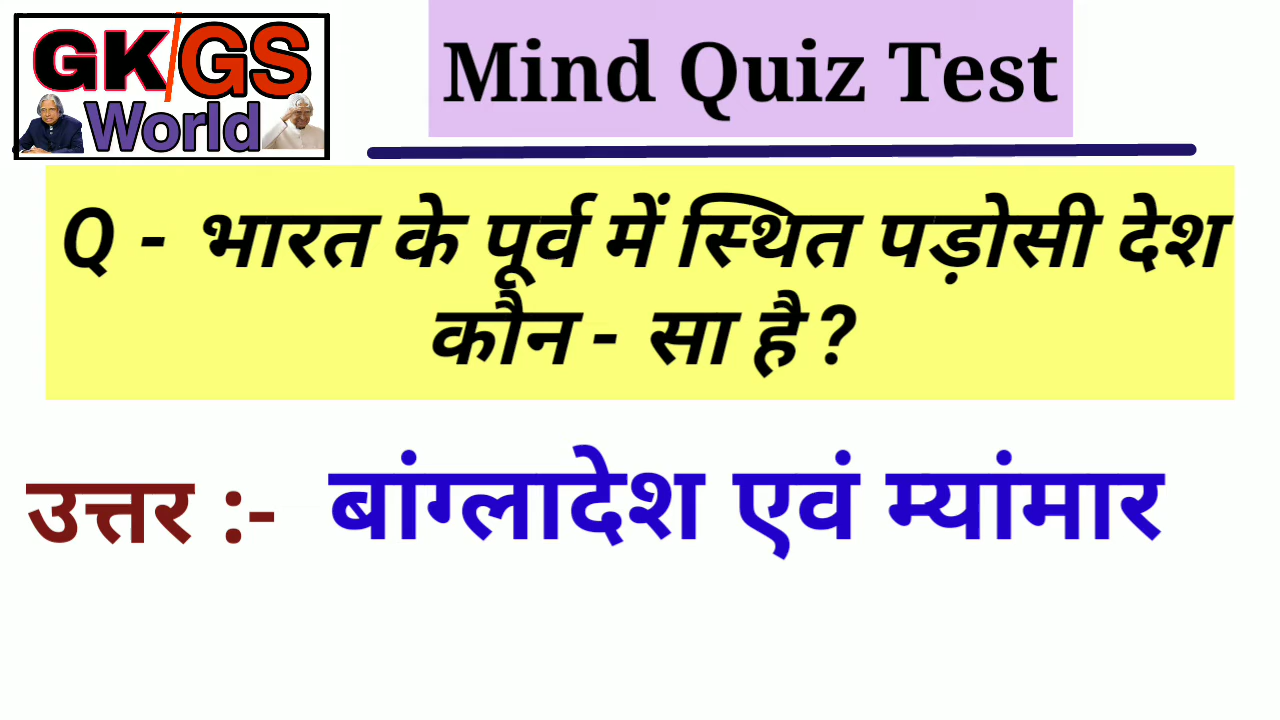 GK/GS
World
Mind Quiz Test
Q - भारत के पूर्व में स्थित पड़ोसी देश
कौन - सा है ?
उत्तर :- बांग्लादेश एवं म्यांमार